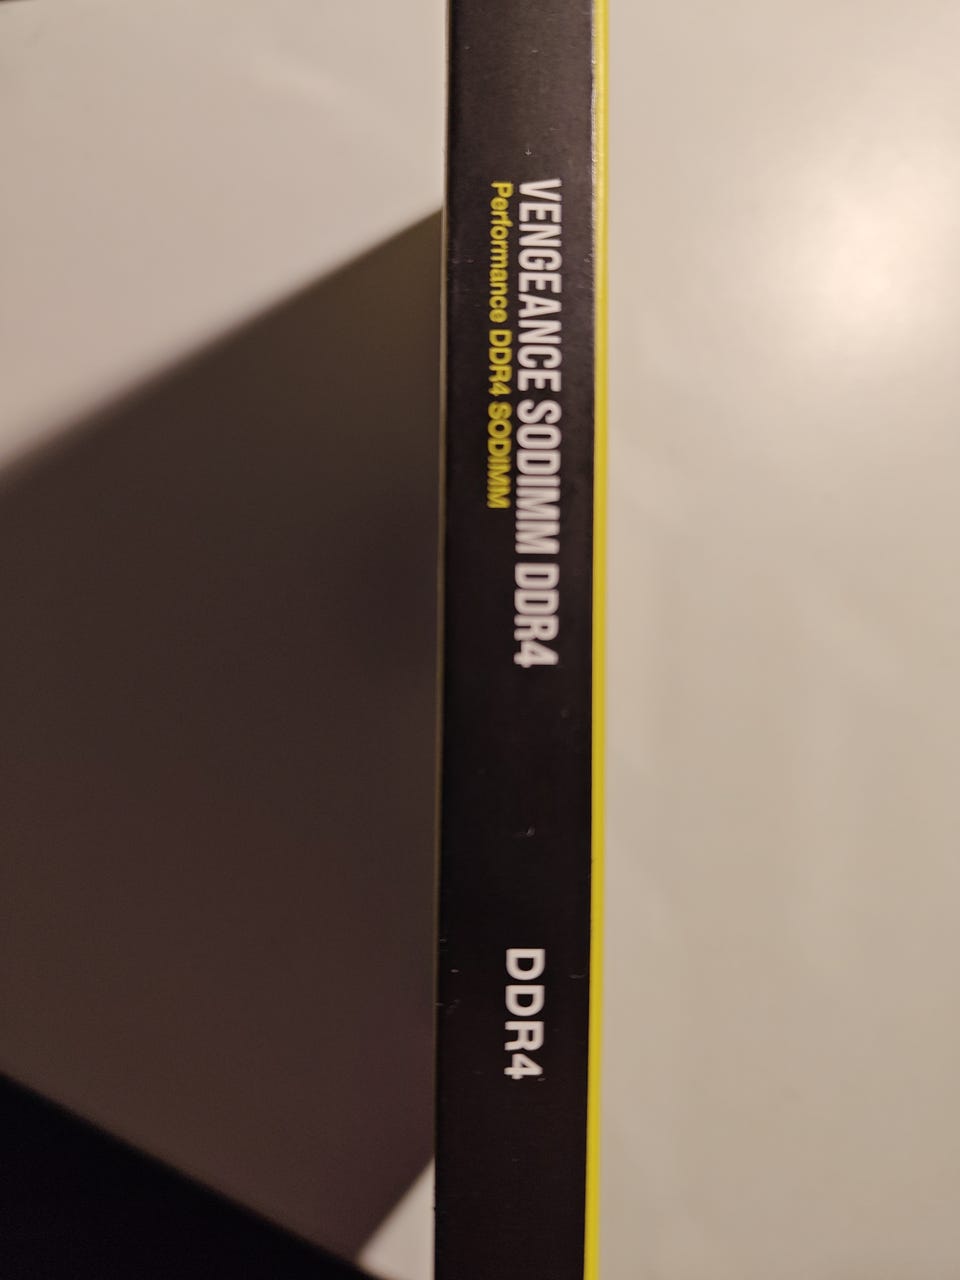 VENGEANCE SODIMM DDR4
Performance DDR4 SODIMM
DDR4